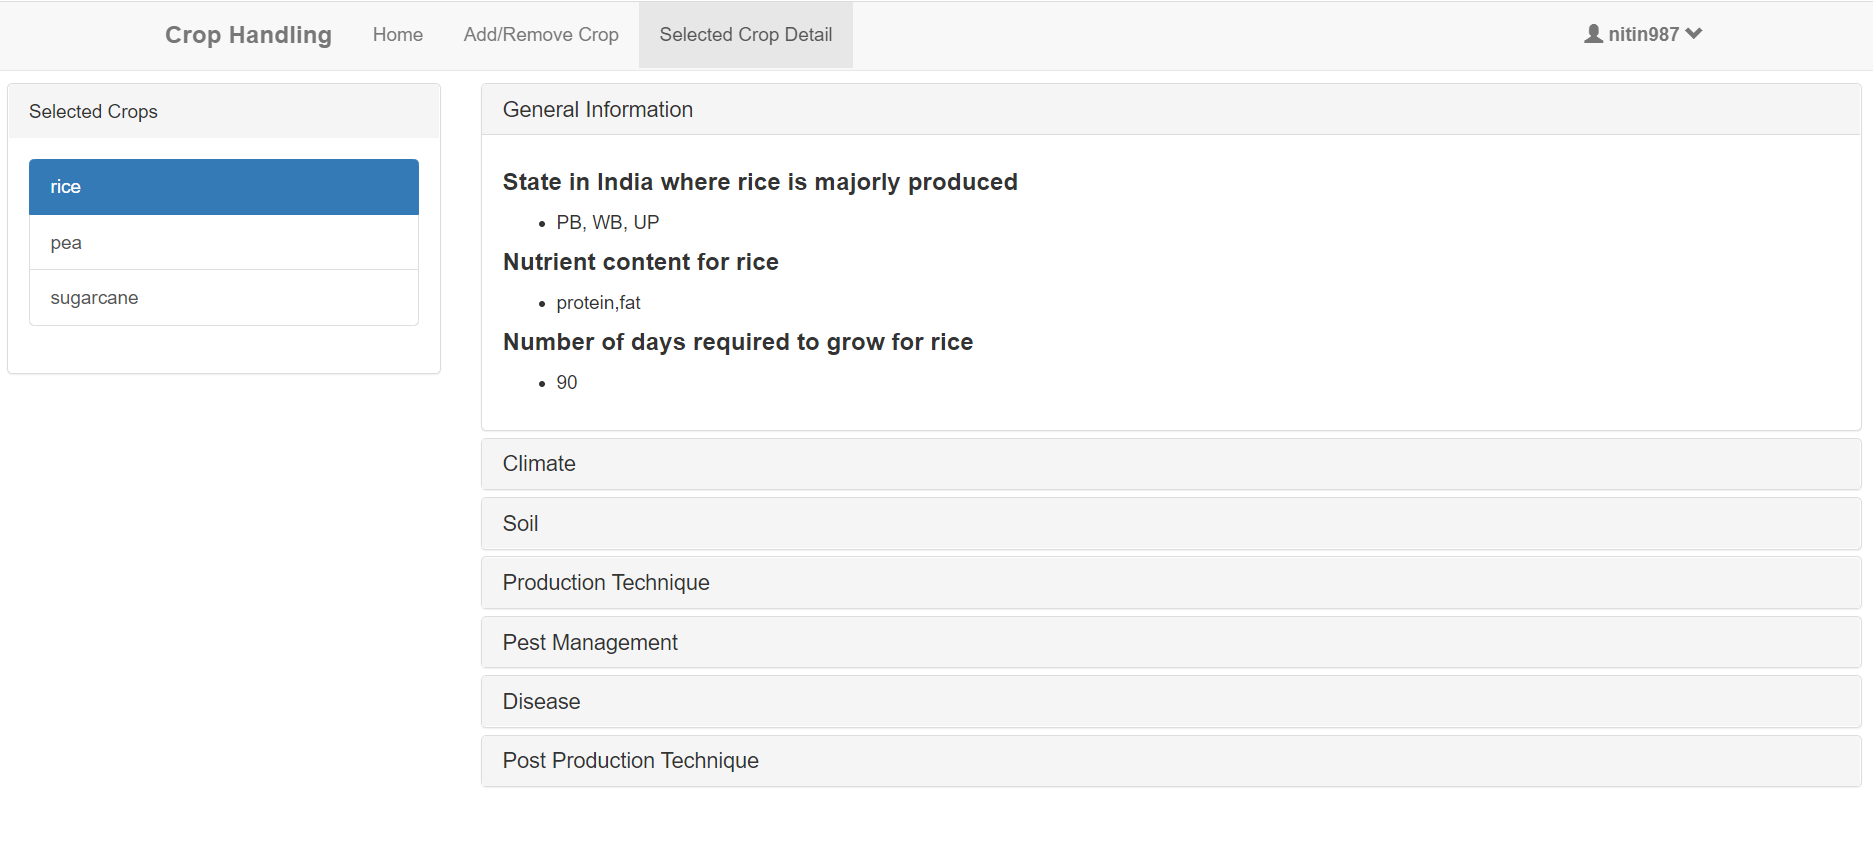 Crop Handling Home Add/Remove Crop Selected Crop Detail nitin987
Selected Crops
rice
pea
sugarcane
General Information
State in India where rice is majorly produced
• PB, WB, UP
Nutrient content for rice
• protein,fat
Number of days required to grow for rice
• 90
Climate
Soil
Production Technique
Pest Management
Disease
Post Production Technique